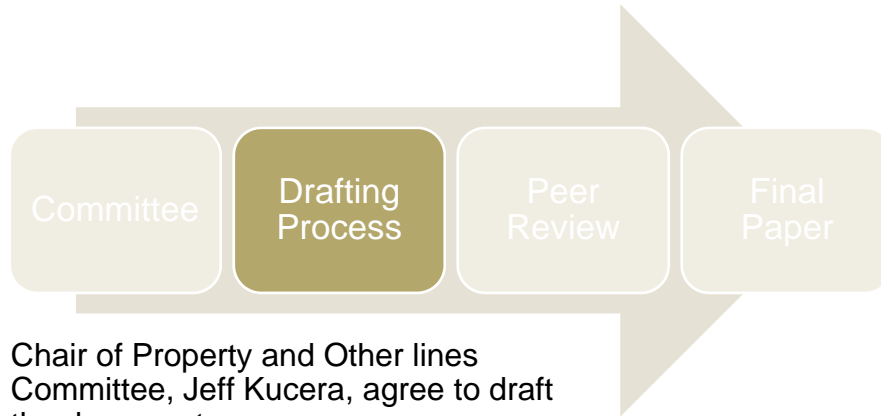 Committee
Drafting
Process
Peer
Review
Final
Paper
Chair of Property and Other lines
Committee, Jeff Kucera, agree to draft